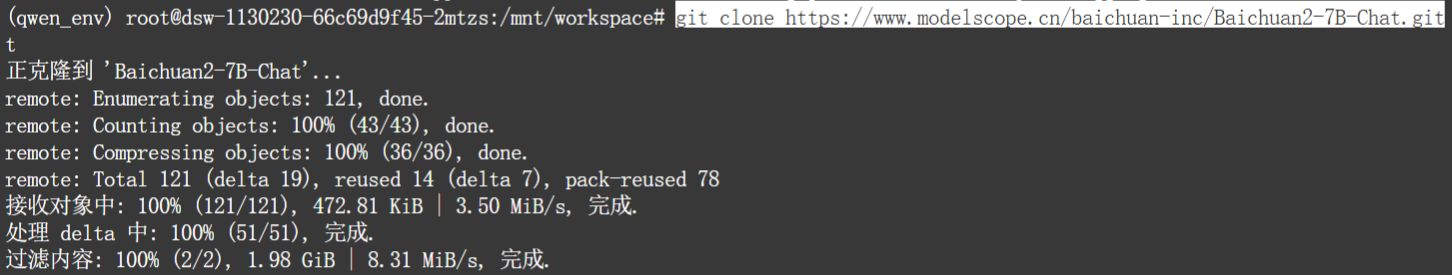 (qwen_env) root@dsw-1130230-66c69d9f45-2mtzs:/mnt/workspace# git clone https://www.modelscope.cn/baichuan-inc/Baichuan2-7B-Chat.git
t
正克隆到 'Baichuan2-7B-Chat'...
remote: Enumerating objects: 121, done.
remote: Counting objects: 100% (43/43), done.
remote: Compressing objects: 100% (36/36), done.
remote: Total 121 (delta 19), reused 14 (delta 7), pack-reused 78
接收对象中: 100% (121/121), 472.81 KiB | 3.50 MiB/s, 完成.
处理 delta 中: 100% (51/51), 完成.
过滤内容: 100% (2/2), 1.98 GiB | 8.31 MiB/s, 完成.